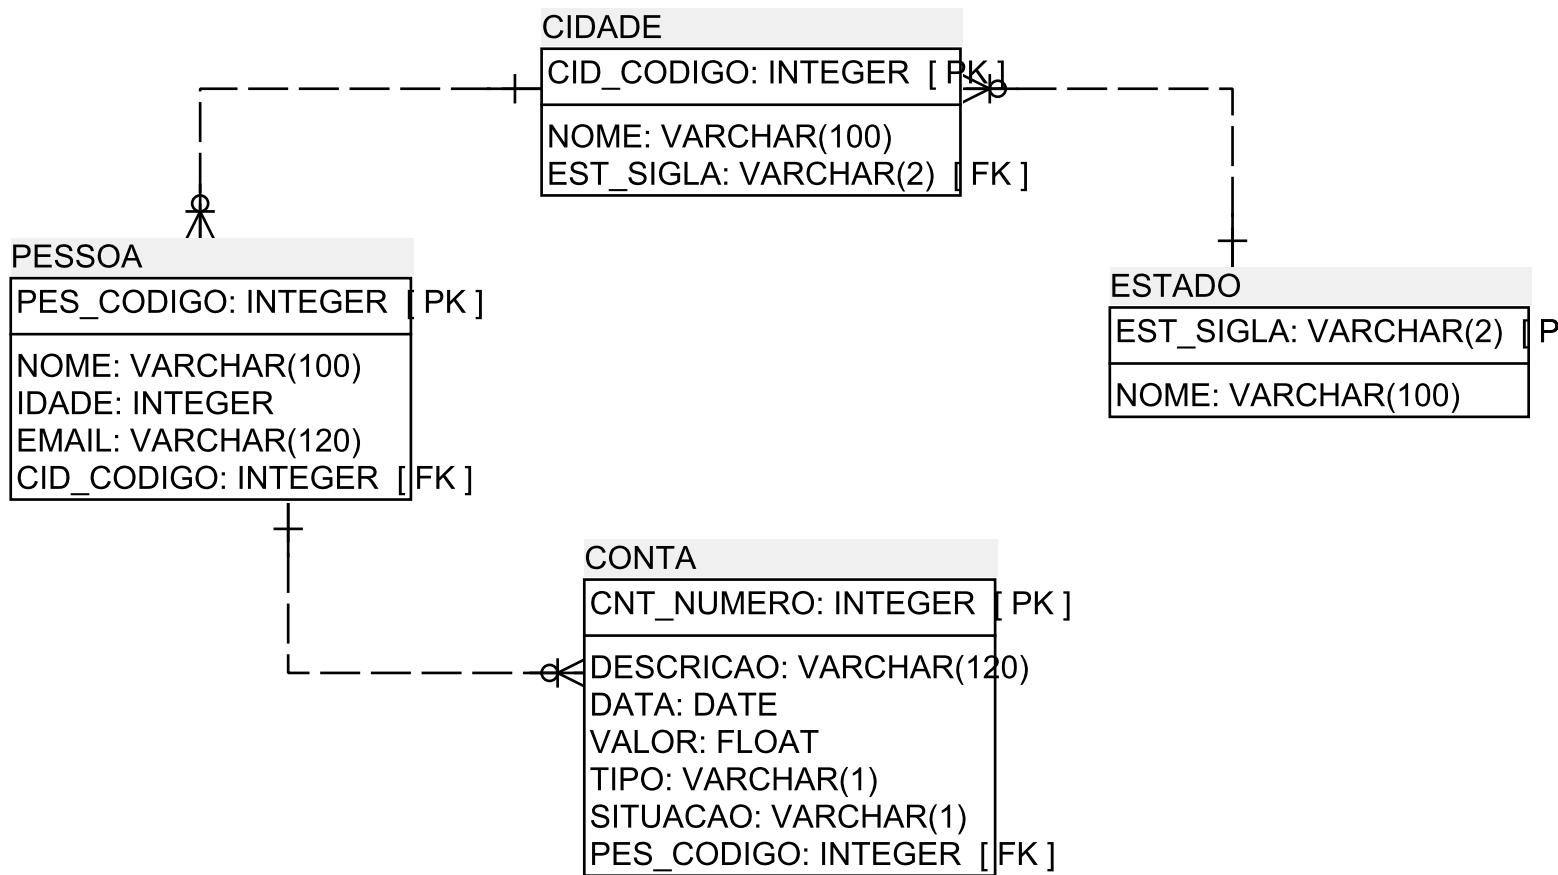 CIDADE
CID_CODIGO: INTEGER [ PK ]
NOME: VARCHAR(100)
EST_SIGLA: VARCHAR(2) [ FK ]
PESSOA
PES_CODIGO: INTEGER [ PK ]
NOME: VARCHAR(100)
IDADE: INTEGER
EMAIL: VARCHAR(120)
CID_CODIGO: INTEGER [ FK ]
ESTADO
EST_SIGLA: VARCHAR(2) [ P
NOME: VARCHAR(100)
CONTA
CNT_NUMERO: INTEGER [ PK ]
DESCRICAO: VARCHAR(120)
DATA: DATE
VALOR: FLOAT
TIPO: VARCHAR(1)
SITUACAO: VARCHAR(1)
PES_CODIGO: INTEGER [ FK ]